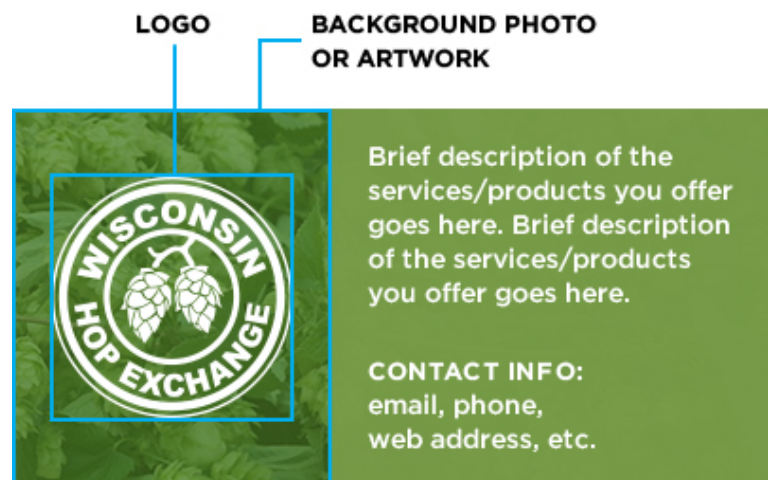 LOGO
BACKGROUND PHOTO
OR ARTWORK
WISCONSIN
HOP EXCHANGE
Brief description of the
services/products you offer
goes here. Brief description
of the services/products
you offer goes here.
CONTACT INFO:
email, phone,
web address, etc.